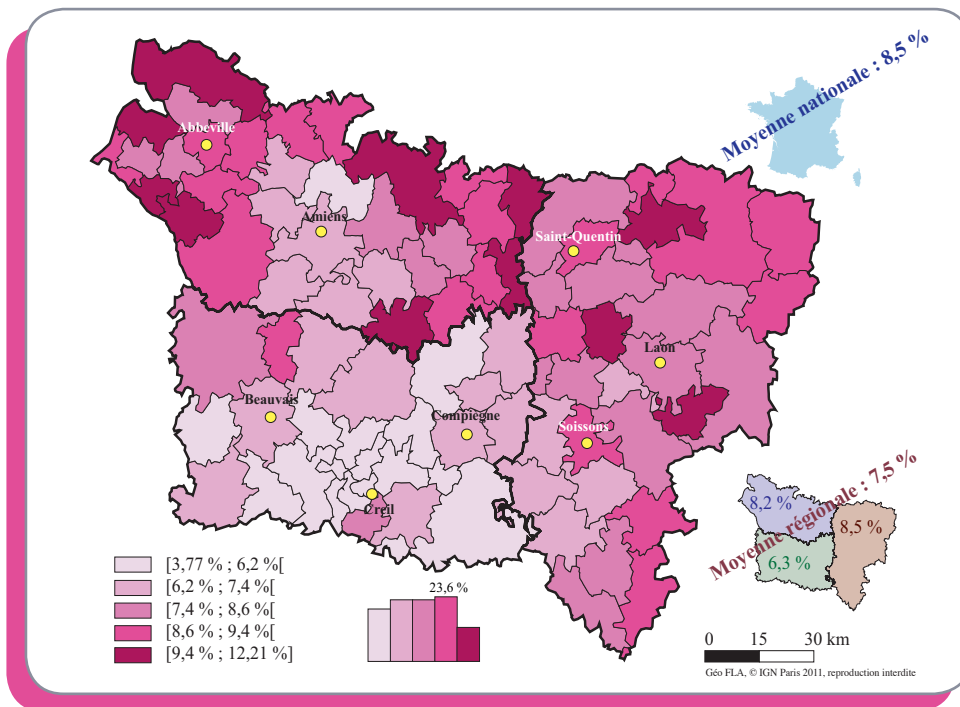 Moyenne nationale : 8,5 %
Abbeville
Amiens
Saint-Quentin
Laon
Beauvais
Compiègne
Soissons
Creil
Moyenne régionale : 7,5 %
8,2 %
8,5 %
6,3 %
[3,77 % ; 6,2 %[
[6,2 % ; 7,4 %[
[7,4 % ; 8,6 %[
[8,6 % ; 9,4 %[
[9,4 % ; 12,21 %]
23,6 %
0 15 30 km
Géo FLA, © IGN Paris 2011, reproduction interdite